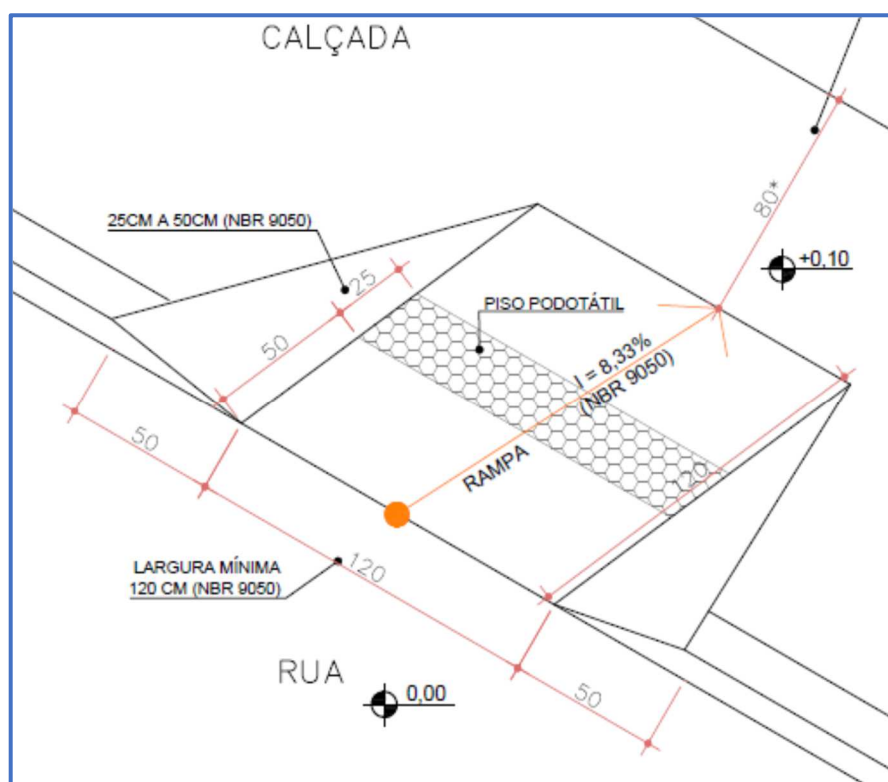 CALÇADA
80*
25CM A 50CM (NBR 9050)
+0,10
25
PISO PODOTÁTIL
50
I = 8,33%
(NBR 9050)
RAMPA
120
50
LARGURA MÍNIMA
120 CM (NBR 9050)
120
RUA
0,00
50